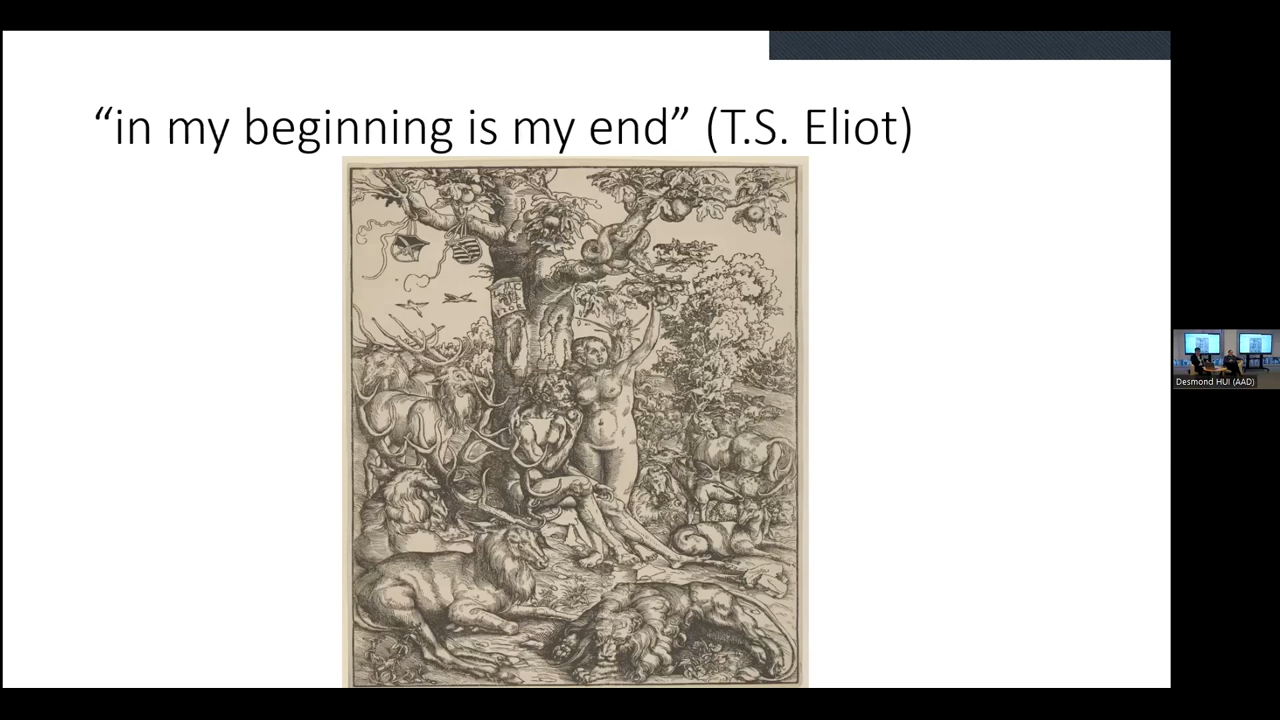 “in my beginning is my end” (T.S. Eliot)
Desmond HUI (AAD)